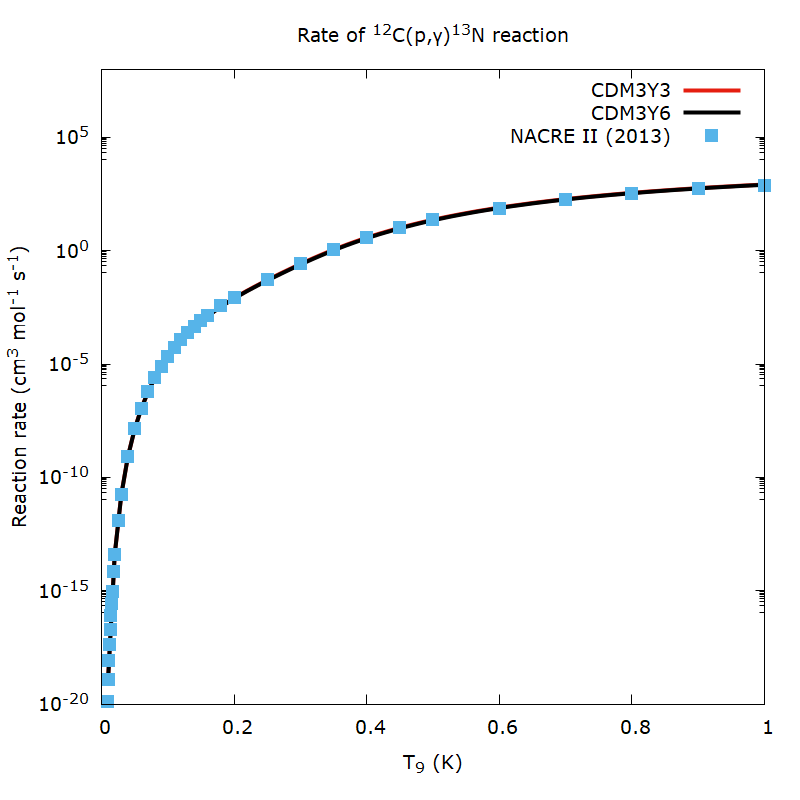 Rate of ¹²C(p,γ)¹³N reaction
CDM3Y3
CDM3Y6
NACRE II (2013)
Reaction rate (cm³ mol⁻¹ s⁻¹)
10⁵
10⁰
10⁻⁵
10⁻¹⁰
10⁻¹⁵
10⁻²⁰
0 0.2 0.4 0.6 0.8 1
T₉ (K)